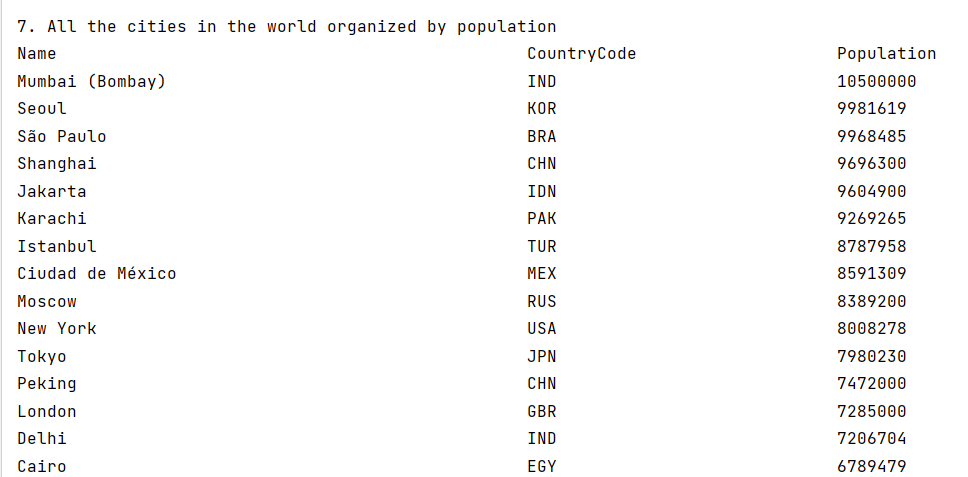 7. All the cities in the world organized by population
Name CountryCode Population
Mumbai (Bombay) IND 10500000
Seoul KOR 9981619
São Paulo BRA 9968485
Shanghai CHN 9696300
Jakarta IDN 9604900
Karachi PAK 9269265
Istanbul TUR 8787958
Ciudad de México MEX 8591309
Moscow RUS 8389200
New York USA 8008278
Tokyo JPN 7980230
Peking CHN 7472000
London GBR 7285000
Delhi IND 7206704
Cairo EGY 6789479